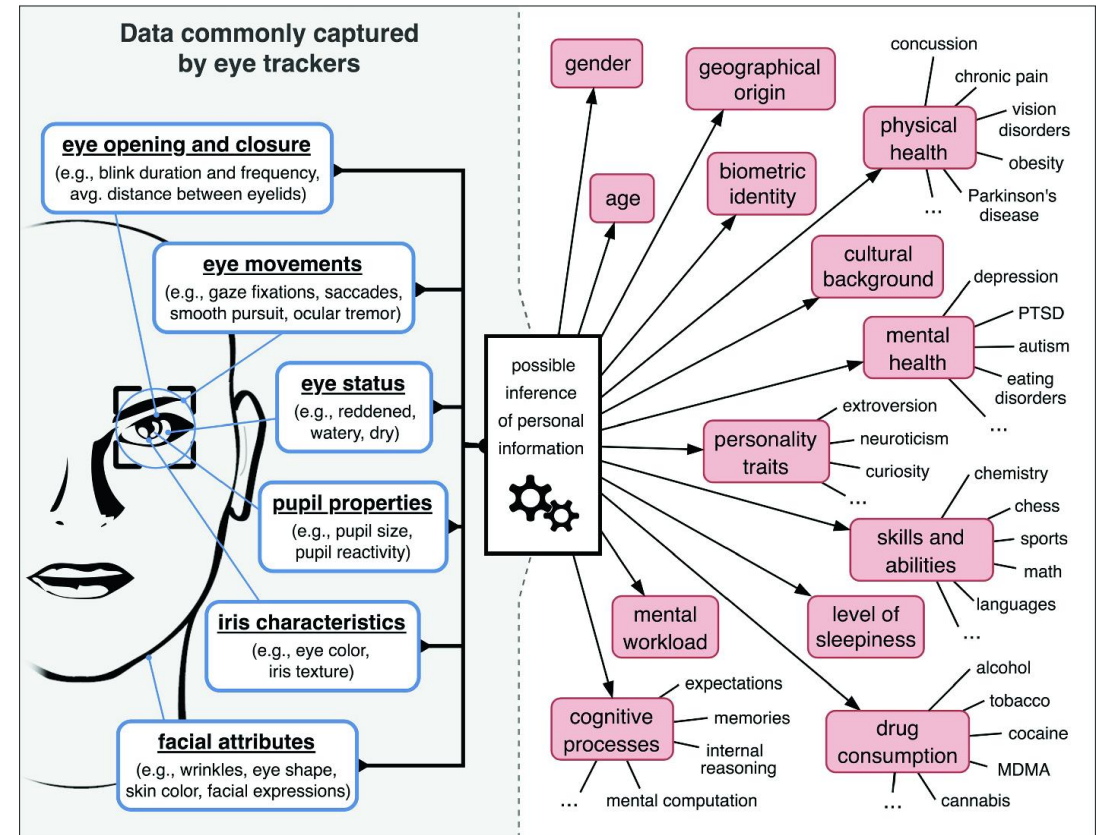 Data commonly captured
by eye trackers
eye opening and closure
(e.g., blink duration and frequency,
avg. distance between eyelids)
eye movements
(e.g., gaze fixations, saccades,
smooth pursuit, ocular tremor)
eye status
(e.g., reddened,
watery, dry)
pupil properties
(e.g., pupil size,
pupil reactivity)
iris characteristics
(e.g., eye color,
iris texture)
facial attributes
(e.g., wrinkles, eye shape,
skin color, facial expressions)
possible
inference
of personal
information
gender
geographical
origin
age
biometric
identity
physical
health
concussion
chronic pain
vision
disorders
obesity
Parkinson's
disease
...
cultural
background
mental
health
depression
PTSD
autism
eating
disorders
...
personality
traits
extroversion
neuroticism
curiosity
...
skills and
abilities
chemistry
chess
sports
math
languages
...
mental
workload
level of
sleepiness
cognitive
processes
expectations
memories
internal
reasoning
mental computation
...
drug
consumption
alcohol
tobacco
cocaine
MDMA
cannabis
...